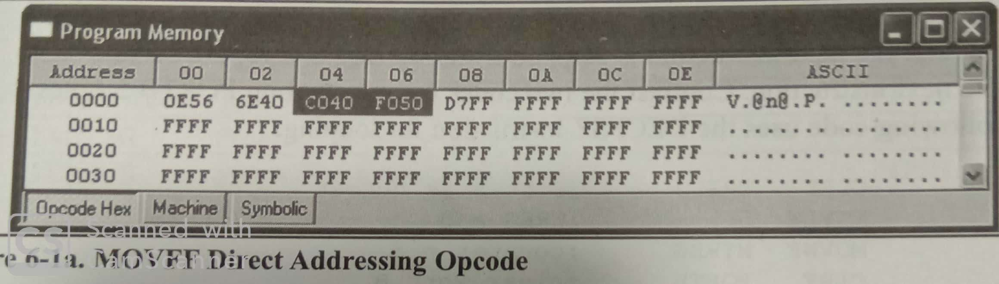 Program Memory
Address 00 02 04 06 08 0A 0C 0E ASCII
0000 0E56 6E40 C040 F050 D7FF FFFF FFFF FFFF V.@n@.P. ........
0010 FFFF FFFF FFFF FFFF FFFF FFFF FFFF FFFF ........ ........
0020 FFFF FFFF FFFF FFFF FFFF FFFF FFFF FFFF ........ ........
0030 FFFF FFFF FFFF FFFF FFFF FFFF FFFF FFFF ........ ........
Opcode Hex Machine Symbolic
CS Scanned with
CamScanner
re 6-1a. MOVFF Direct Addressing Opcode